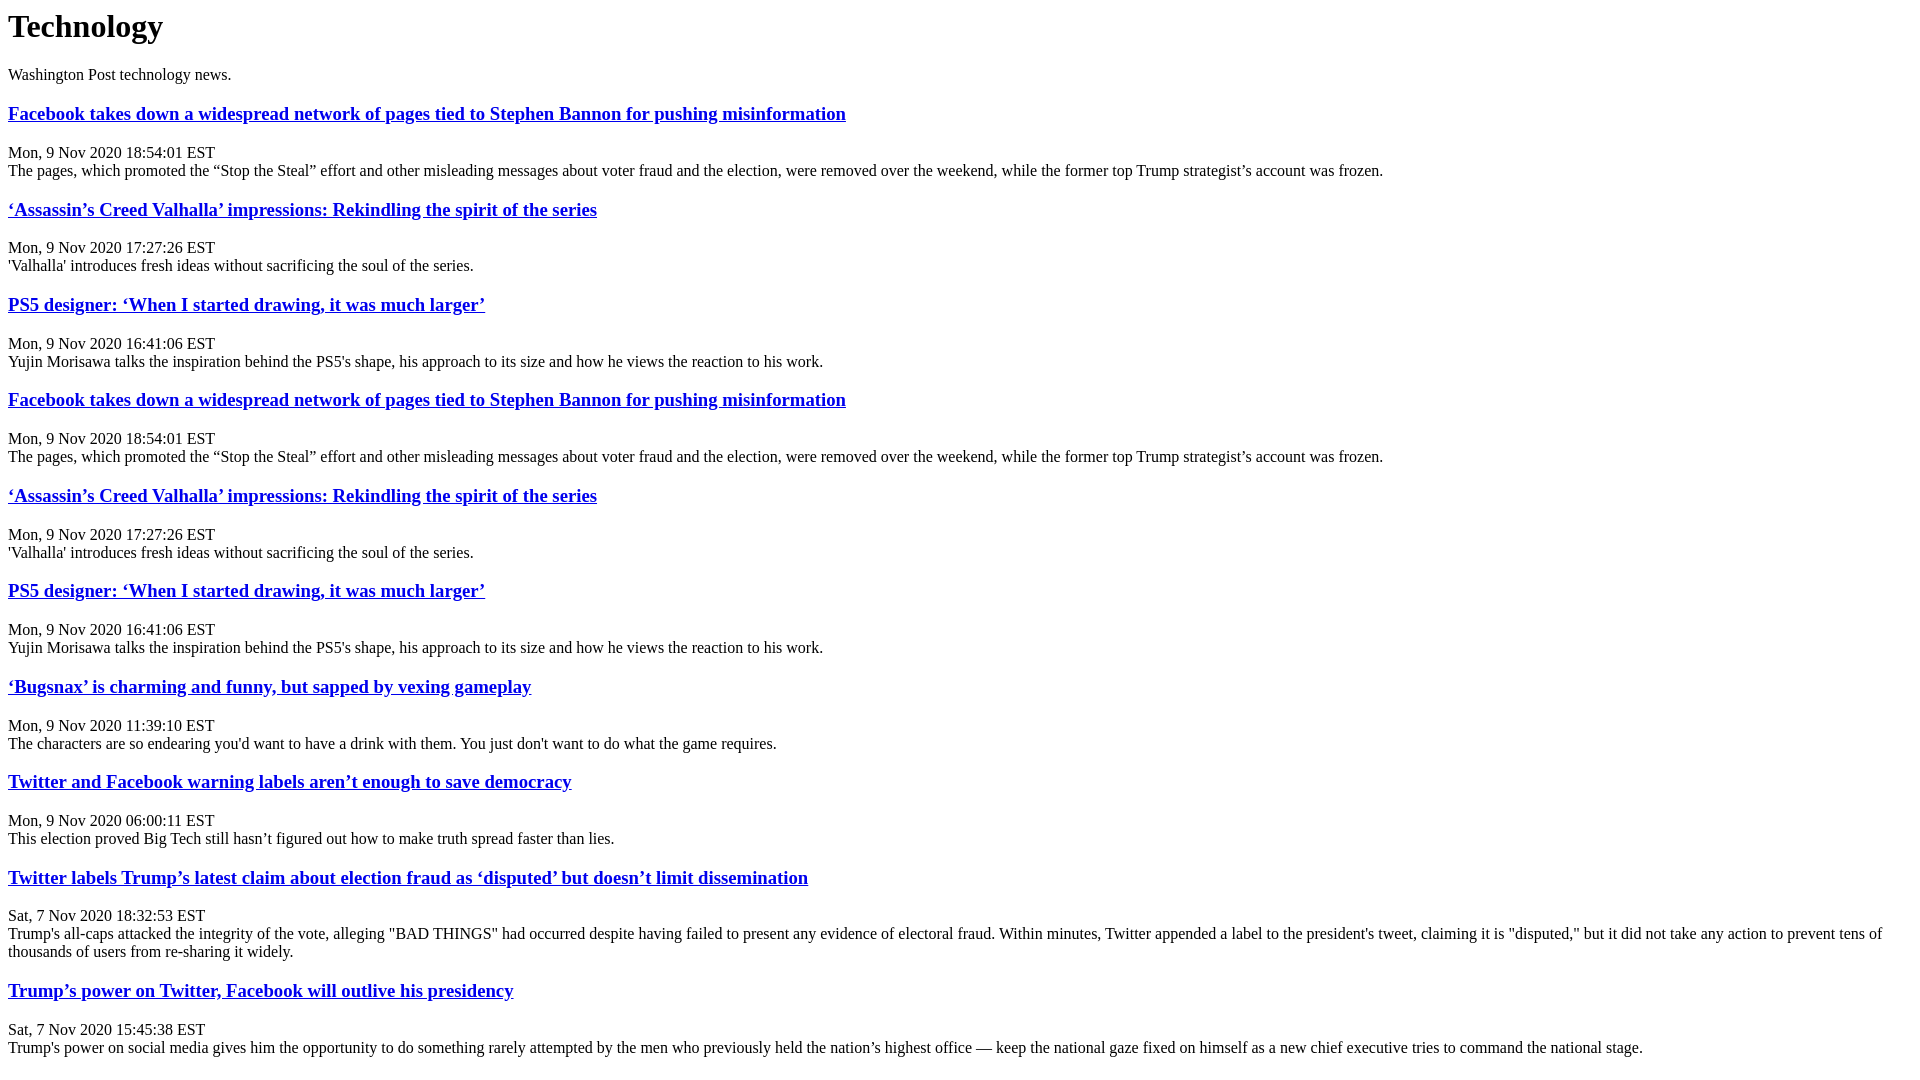 Technology
Washington Post technology news.
Facebook takes down a widespread network of pages tied to Stephen Bannon for pushing misinformation
Mon, 9 Nov 2020 18:54:01 EST
The pages, which promoted the “Stop the Steal” effort and other misleading messages about voter fraud and the election, were removed over the weekend, while the former top Trump strategist’s account was frozen.
‘Assassin’s Creed Valhalla’ impressions: Rekindling the spirit of the series
Mon, 9 Nov 2020 17:27:26 EST
'Valhalla' introduces fresh ideas without sacrificing the soul of the series.
PS5 designer: ‘When I started drawing, it was much larger’
Mon, 9 Nov 2020 16:41:06 EST
Yujin Morisawa talks the inspiration behind the PS5's shape, his approach to its size and how he views the reaction to his work.
Facebook takes down a widespread network of pages tied to Stephen Bannon for pushing misinformation
Mon, 9 Nov 2020 18:54:01 EST
The pages, which promoted the “Stop the Steal” effort and other misleading messages about voter fraud and the election, were removed over the weekend, while the former top Trump strategist’s account was frozen.
‘Assassin’s Creed Valhalla’ impressions: Rekindling the spirit of the series
Mon, 9 Nov 2020 17:27:26 EST
'Valhalla' introduces fresh ideas without sacrificing the soul of the series.
PS5 designer: ‘When I started drawing, it was much larger’
Mon, 9 Nov 2020 16:41:06 EST
Yujin Morisawa talks the inspiration behind the PS5's shape, his approach to its size and how he views the reaction to his work.
‘Bugsnax’ is charming and funny, but sapped by vexing gameplay
Mon, 9 Nov 2020 11:39:10 EST
The characters are so endearing you'd want to have a drink with them. You just don't want to do what the game requires.
Twitter and Facebook warning labels aren’t enough to save democracy
Mon, 9 Nov 2020 06:00:11 EST
This election proved Big Tech still hasn’t figured out how to make truth spread faster than lies.
Twitter labels Trump’s latest claim about election fraud as ‘disputed’ but doesn’t limit dissemination
Sat, 7 Nov 2020 18:32:53 EST
Trump's all-caps attacked the integrity of the vote, alleging "BAD THINGS" had occurred despite having failed to present any evidence of electoral fraud. Within minutes, Twitter appended a label to the president's tweet, claiming it is "disputed," but it did not take any action to prevent tens of
thousands of users from re-sharing it widely.
Trump’s power on Twitter, Facebook will outlive his presidency
Sat, 7 Nov 2020 15:45:38 EST
Trump's power on social media gives him the opportunity to do something rarely attempted by the men who previously held the nation’s highest office — keep the national gaze fixed on himself as a new chief executive tries to command the national stage.